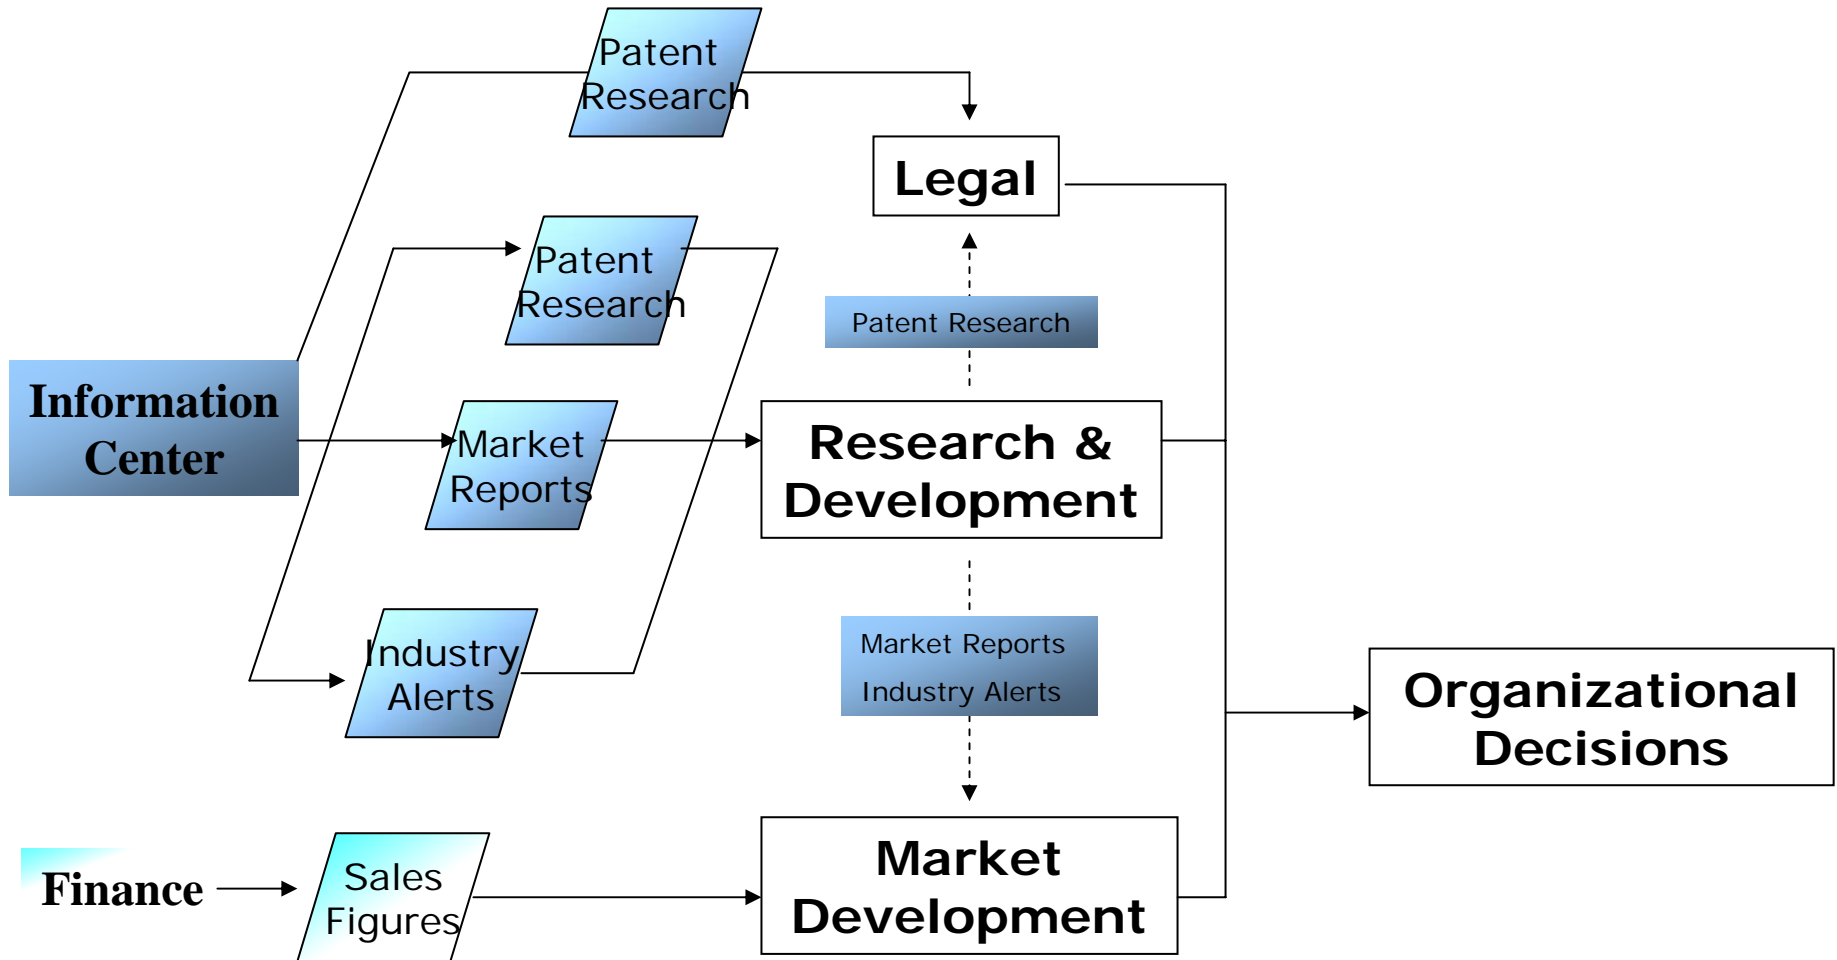 Patent
Research
Legal
Patent
Research
Patent Research
Information
Center
Market
Reports
Research &
Development
Industry
Alerts
Market Reports
Industry Alerts
Organizational
Decisions
Finance
Sales
Figures
Market
Development